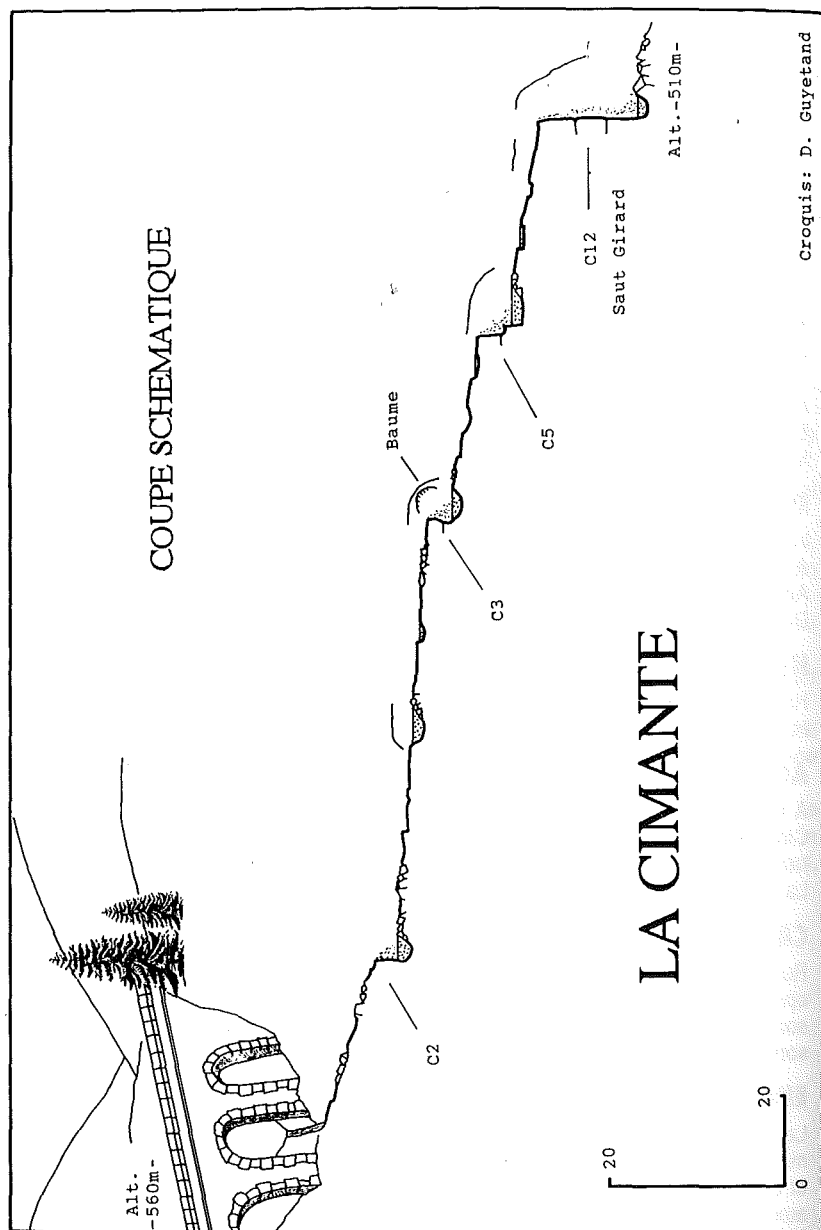 COUPE SCHEMATIQUE
Alt.
-560m-
C2
C3
Baume
C5
C12
Saut Girard
Alt.-510m-
LA CIMANTE
20
0
20
Croquis: D. Guyetand